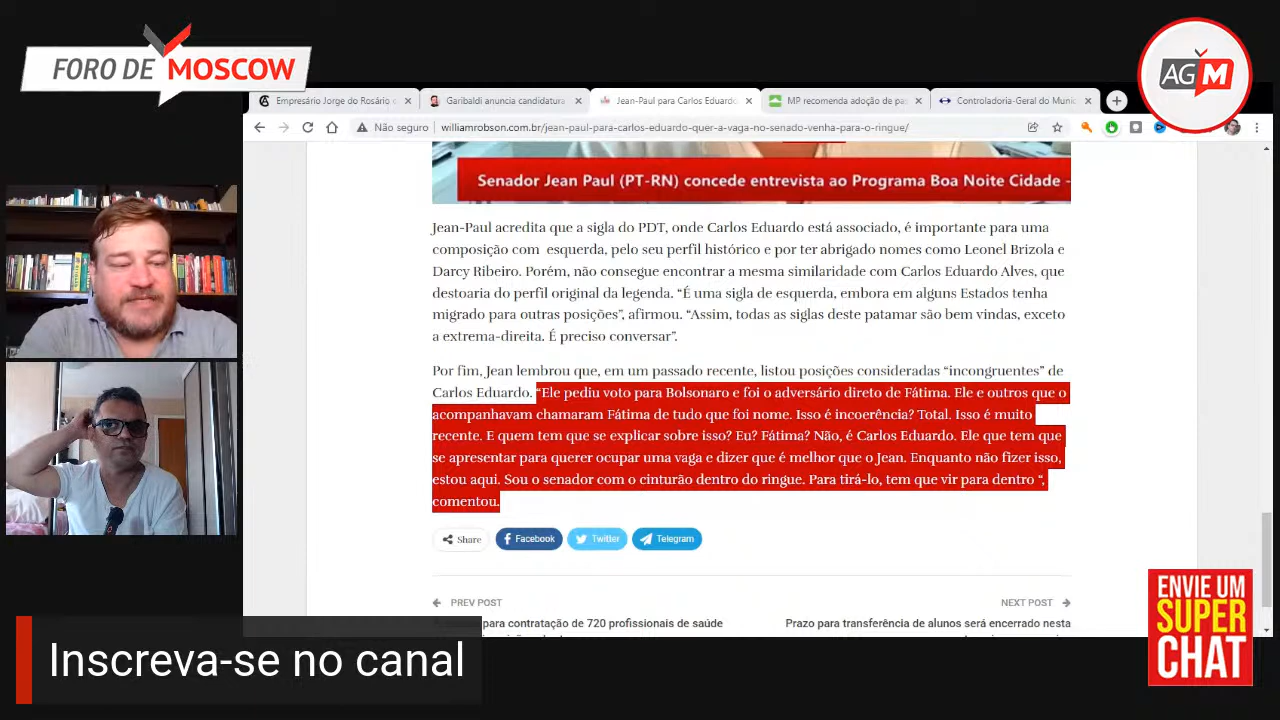 FORO DE MOSCOW
AGM
Empresário Jorge do Rosário
Garibaldi anuncia candidatura
Jean-Paul para Carlos Eduardo
MP recomenda adoção de pa
Controladoria-Geral do Munic
Não seguro
williamrobson.com.br/jean-paul-para-carlos-eduardo-quer-a-vaga-no-senado-venha-para-o-ringue/
Senador Jean Paul (PT-RN) concede entrevista ao Programa Boa Noite Cidade -
Jean-Paul acredita que a sigla do PDT, onde Carlos Eduardo está associado, é importante para uma
composição com esquerda, pelo seu perfil histórico e por ter abrigado nomes como Leonel Brizola e
Darcy Ribeiro. Porém, não consegue encontrar a mesma similaridade com Carlos Eduardo Alves, que
destoaria do perfil original da legenda. “É uma sigla de esquerda, embora em alguns Estados tenha
migrado para outras posições”, afirmou. “Assim, todas as siglas deste patamar são bem vindas, exceto
a extrema-direita. É preciso conversar”.
Por fim, Jean lembrou que, em um passado recente, listou posições consideradas “incongruentes” de
Carlos Eduardo. “Ele pediu voto para Bolsonaro e foi o adversário direto de Fátima. Ele e outros que o
acompanhavam chamaram Fátima de tudo que foi nome. Isso é incoerência? Total. Isso é muito
recente. E quem tem que se explicar sobre isso? Eu? Fátima? Não, é Carlos Eduardo. Ele que tem que
se apresentar para querer ocupar uma vaga e dizer que é melhor que o Jean. Enquanto não fizer isso,
estou aqui. Sou o senador com o cinturão dentro do ringue. Para tirá-lo, tem que vir para dentro “,
comentou.
Share
Facebook
Twitter
Telegram
PREV POST
NEXT POST
para contratação de 720 profissionais de saúde
Prazo para transferência de alunos será encerrado nesta
Inscreva-se no canal
ENVIE UM
SUPER
CHAT